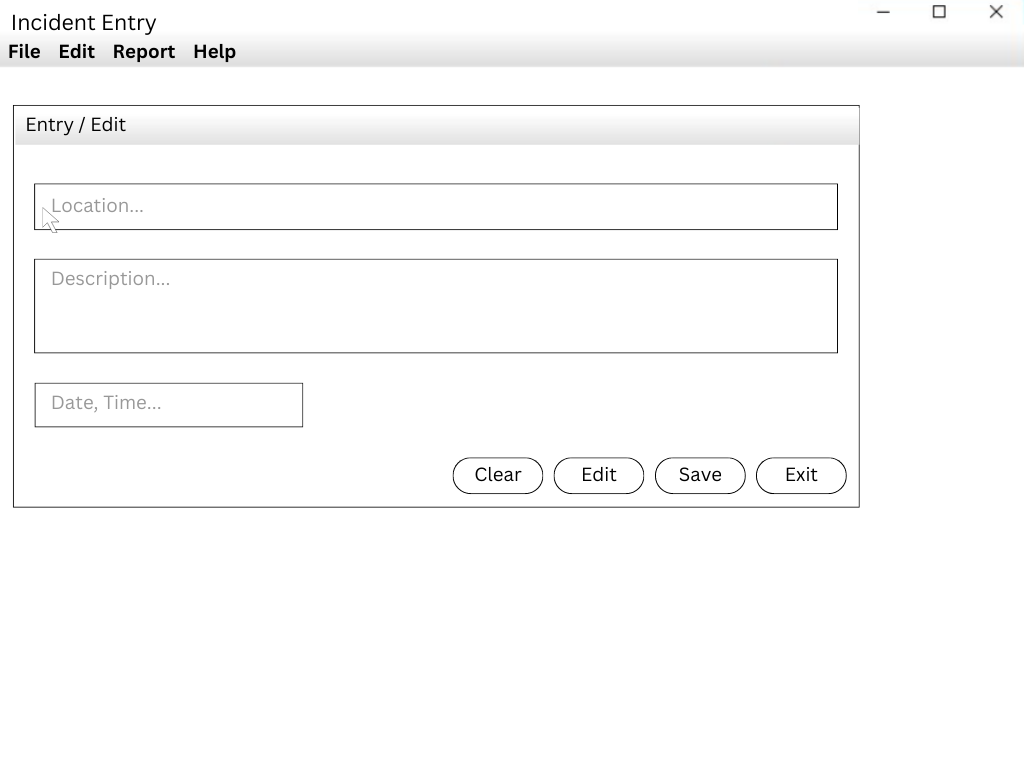 Incident Entry
File Edit Report Help
Entry / Edit
Location...
Description...
Date, Time...
Clear Edit Save Exit